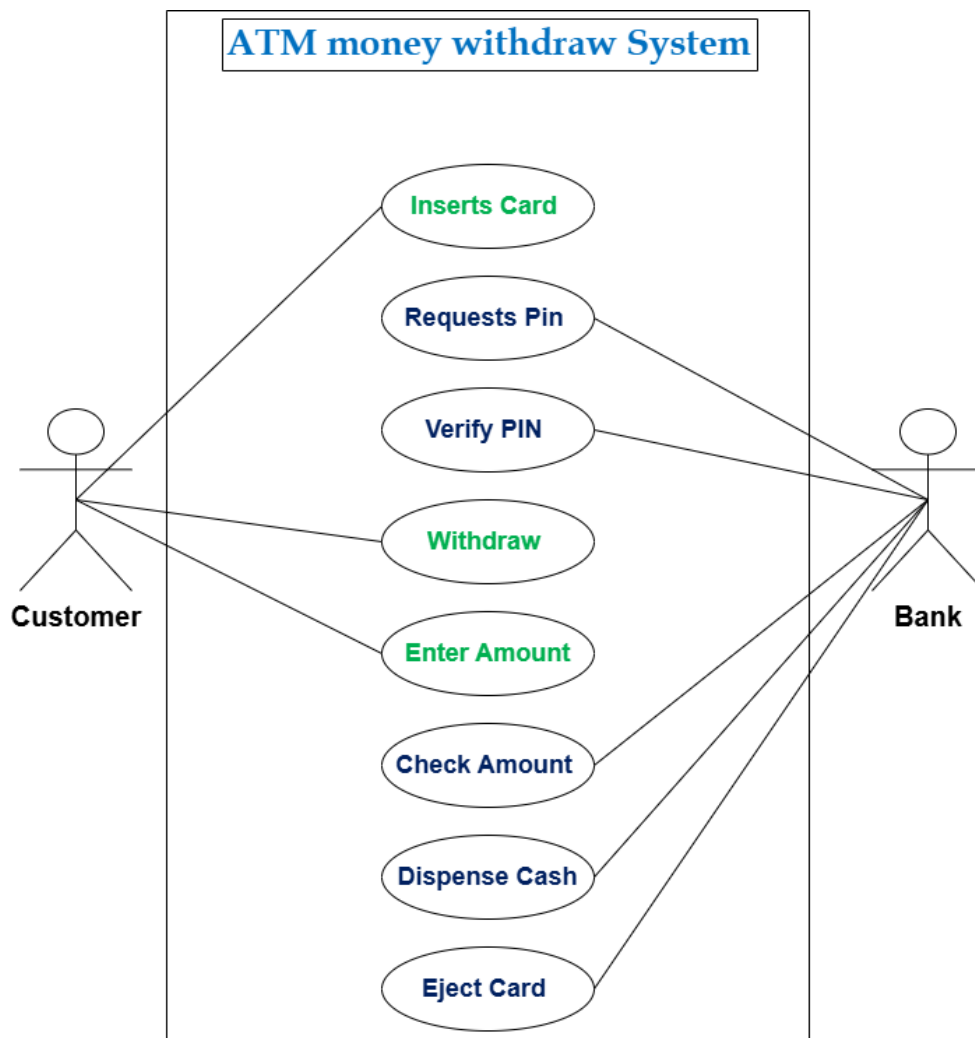 ATM money withdraw System
Inserts Card
Requests Pin
Verify PIN
Withdraw
Customer
Bank
Enter Amount
Check Amount
Dispense Cash
Eject Card